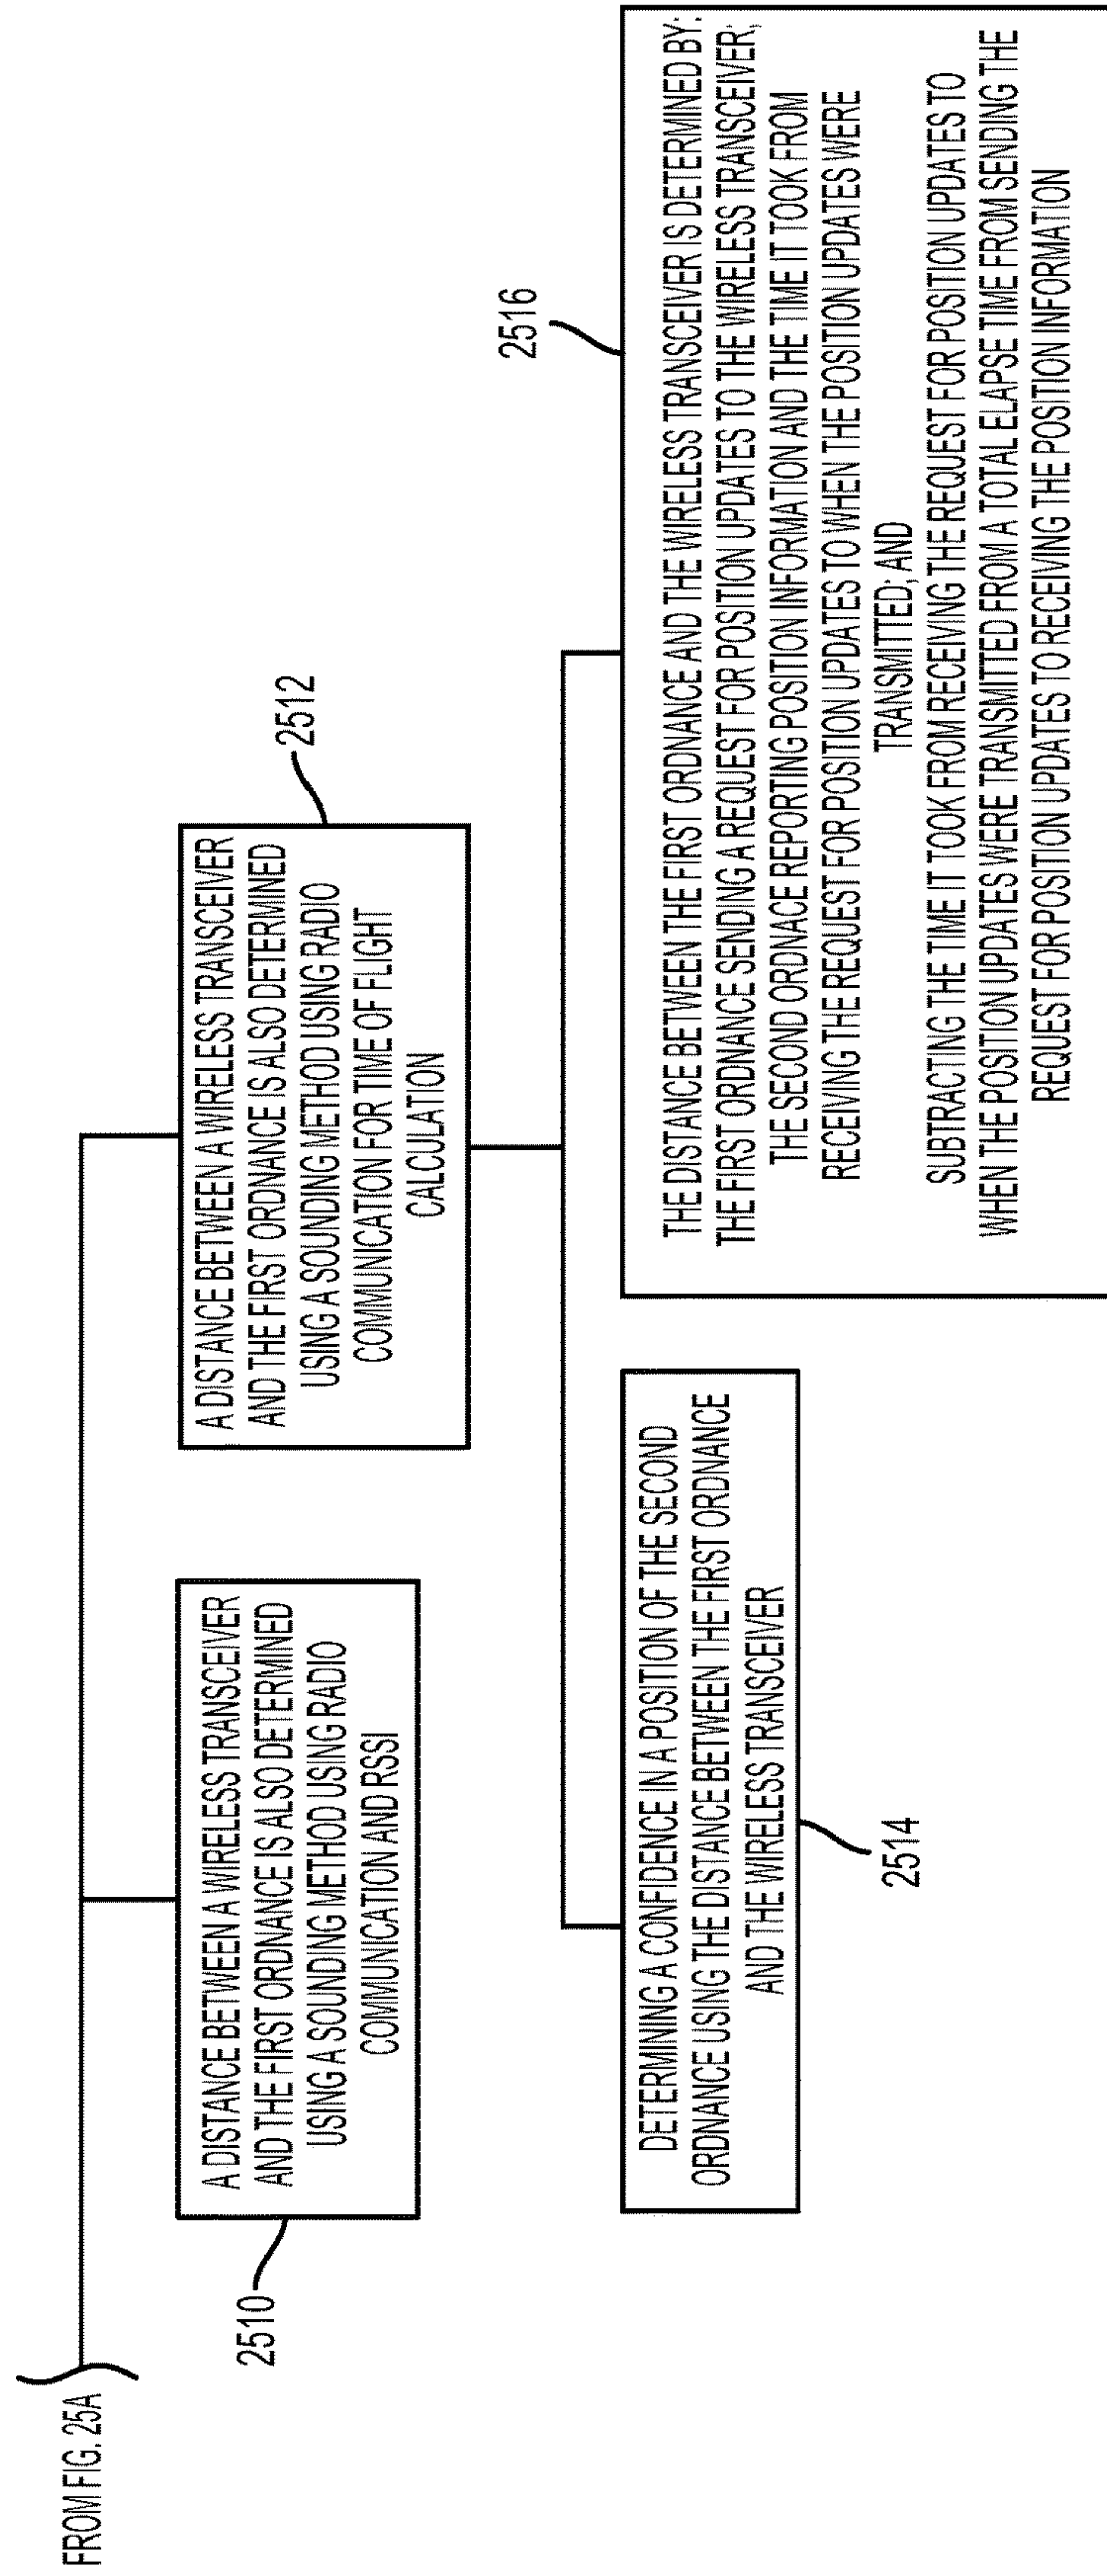 FROM FIG. 25A
2510
A DISTANCE BETWEEN A WIRELESS TRANSCEIVER
AND THE FIRST ORDNANCE IS ALSO DETERMINED
USING A SOUNDING METHOD USING RADIO
COMMUNICATION AND RSSI
2512
A DISTANCE BETWEEN A WIRELESS TRANSCEIVER
AND THE FIRST ORDNANCE IS ALSO DETERMINED
USING A SOUNDING METHOD USING RADIO
COMMUNICATION FOR TIME OF FLIGHT
CALCULATION
DETERMINING A CONFIDENCE IN A POSITION OF THE SECOND
ORDNANCE USING THE DISTANCE BETWEEN THE FIRST ORDNANCE
AND THE WIRELESS TRANSCEIVER
2514
2516
THE DISTANCE BETWEEN THE FIRST ORDNANCE AND THE WIRELESS TRANSCEIVER IS DETERMINED BY:
THE FIRST ORDNANCE SENDING A REQUEST FOR POSITION UPDATES TO THE WIRELESS TRANSCEIVER;
THE SECOND ORDNACE REPORTING POSITION INFORMATION AND THE TIME IT TOOK FROM
RECEIVING THE REQUEST FOR POSITION UPDATES TO WHEN THE POSITION UPDATES WERE
TRANSMITTED; AND
SUBTRACTING THE TIME IT TOOK FROM RECEIVING THE REQUEST FOR POSITION UPDATES TO
WHEN THE POSITION UPDATES WERE TRANSMITTED FROM A TOTAL ELAPSE TIME FROM SENDING THE
REQUEST FOR POSITION UPDATES TO RECEIVING THE POSITION INFORMATION